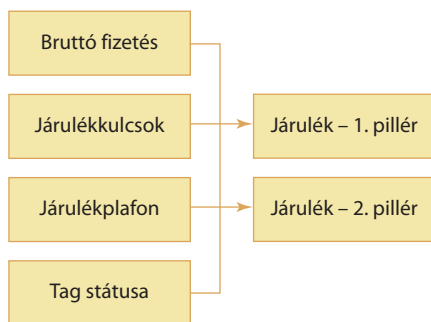 Bruttó fizetés
Járulékkulcsok
Járulék – 1. pillér
Járulékplafon
Járulék – 2. pillér
Tag státusa